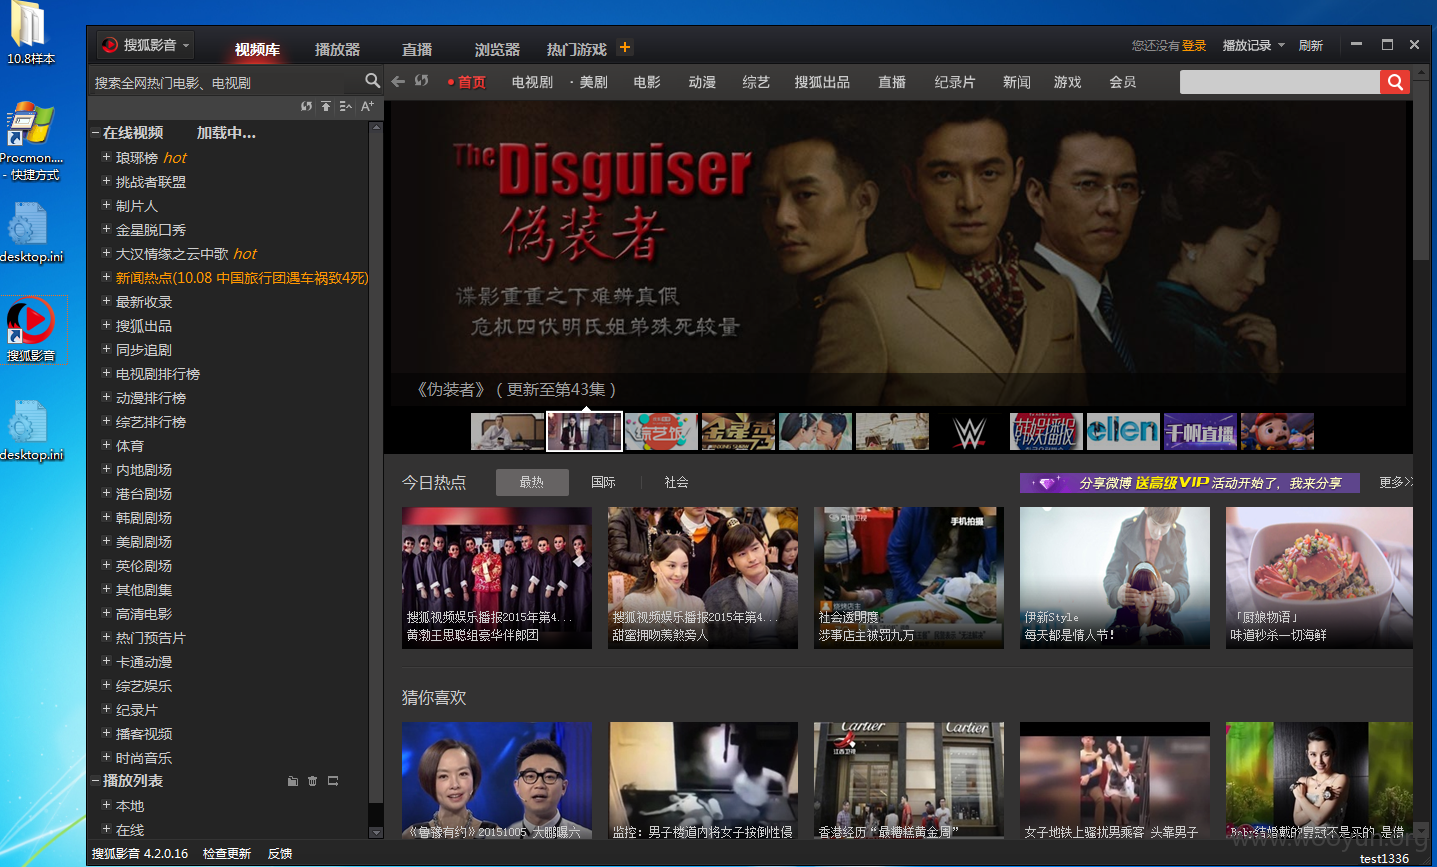 10.8样本
Procmon....
- 快捷方式
desktop.ini
搜狐影音
desktop.ini
搜狐影音
视频库
播放器
直播
浏览器
热门游戏
您还没有登录
播放记录
刷新
搜索全网热门电影、电视剧
A+
首页
电视剧
· 美剧
电影
动漫
综艺
搜狐出品
直播
纪录片
新闻
游戏
会员
在线视频
加载中...
琅琊榜 hot
挑战者联盟
制片人
金星脱口秀
大汉情缘之云中歌 hot
新闻热点(10.08 中国旅行团遇车祸致4死)
最新收录
搜狐出品
同步追剧
电视剧排行榜
动漫排行榜
综艺排行榜
体育
内地剧场
港台剧场
韩剧剧场
美剧剧场
英伦剧场
其他剧集
高清电影
热门预告片
卡通动漫
综艺娱乐
纪录片
播客视频
时尚音乐
播放列表
本地
在线
搜狐影音 4.2.0.16
检查更新
反馈
The Disguiser
伪装者
谍影重重之下难辨真假
危机四伏明氏姐弟殊死较量
《伪装者》（更新至第43集）
综艺饭
金星秀
W
韩娱播报
ellen
千帆直播
今日热点
最热
国际
社会
分享微博 送高级VIP 活动开始了，我来分享
更多>
手机拍摄
搜狐视频娱乐播报2015年第4...
黄渤王思聪组豪华伴郎团
搜狐视频娱乐播报2015年第4...
甜蜜拥吻羡煞旁人
社会透明度
涉事店主被罚九万
伊新Style
每天都是情人节！
「厨娘物语」
味道秒杀一切海鲜
猜你喜欢
Cartier
Cartier
江西卫视
《鲁豫有约》20151005 大鹏曝六
监控：男子楼道内将女子按倒性侵
香港经历“最糟糕黄金周”
女子地铁上骚扰男乘客 头靠男子
Baby结婚戴的皇冠不是买的 是借
www.wooyun.org
test1336